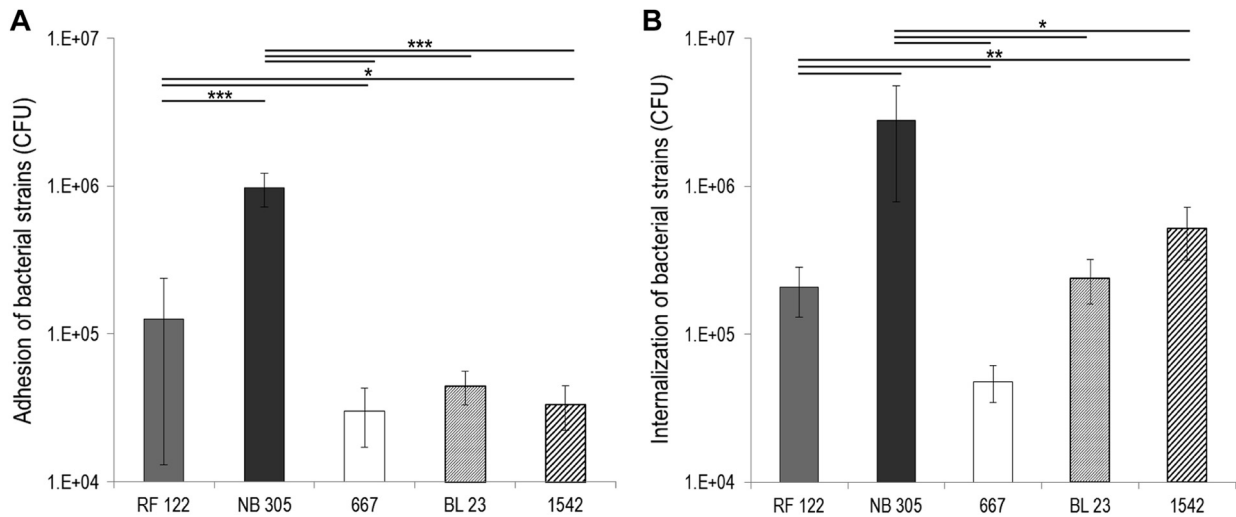 A
Adhesion of bacterial strains (CFU)
1.E+07
1.E+06
1.E+05
1.E+04
***
*
***
RF 122 NB 305 667 BL 23 1542
B
Internalization of bacterial strains (CFU)
1.E+07
1.E+06
1.E+05
1.E+04
*
**
RF 122 NB 305 667 BL 23 1542